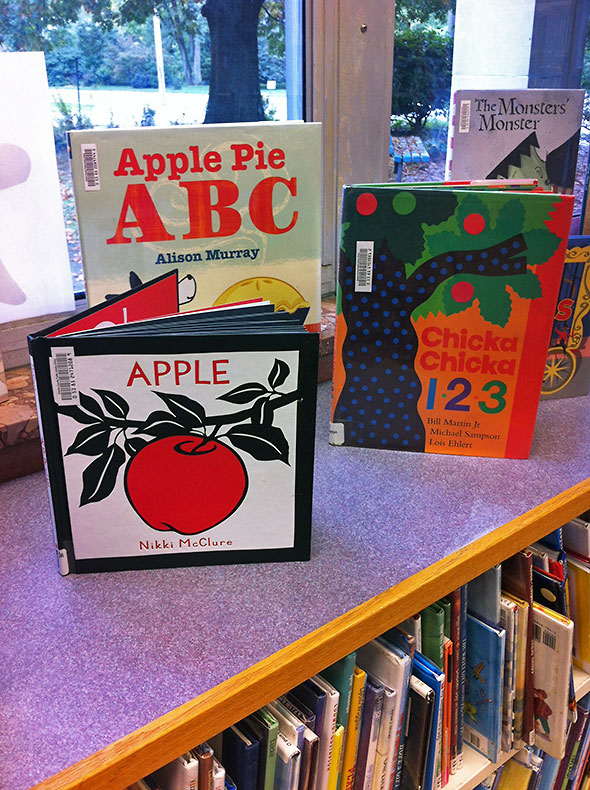 The Monsters'
Monster
Apple Pie
ABC
Alison Murray
Chicka
Chicka
1·2·3
Bill Martin Jr
Michael Sampson
Lois Ehlert
APPLE
Nikki McClure